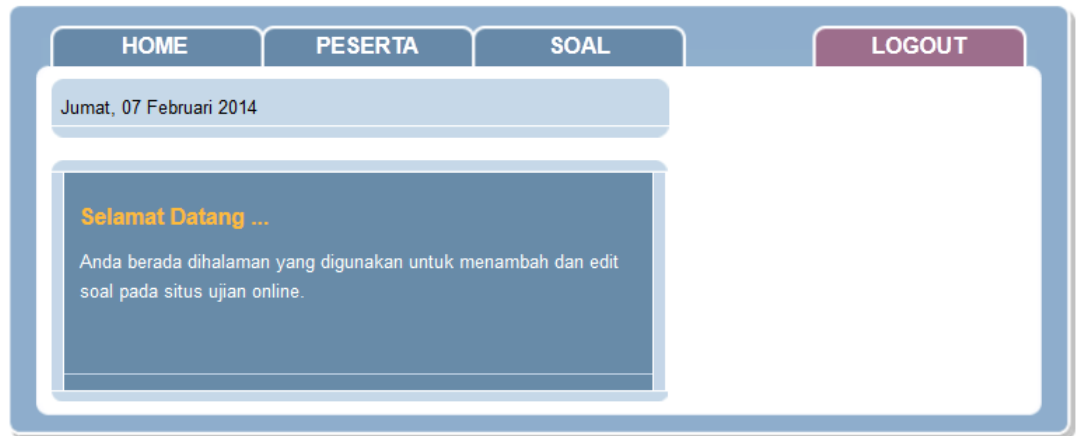 HOME PESERTA SOAL LOGOUT
Jumat, 07 Februari 2014
Selamat Datang ...
Anda berada dihalaman yang digunakan untuk menambah dan edit
soal pada situs ujian online.